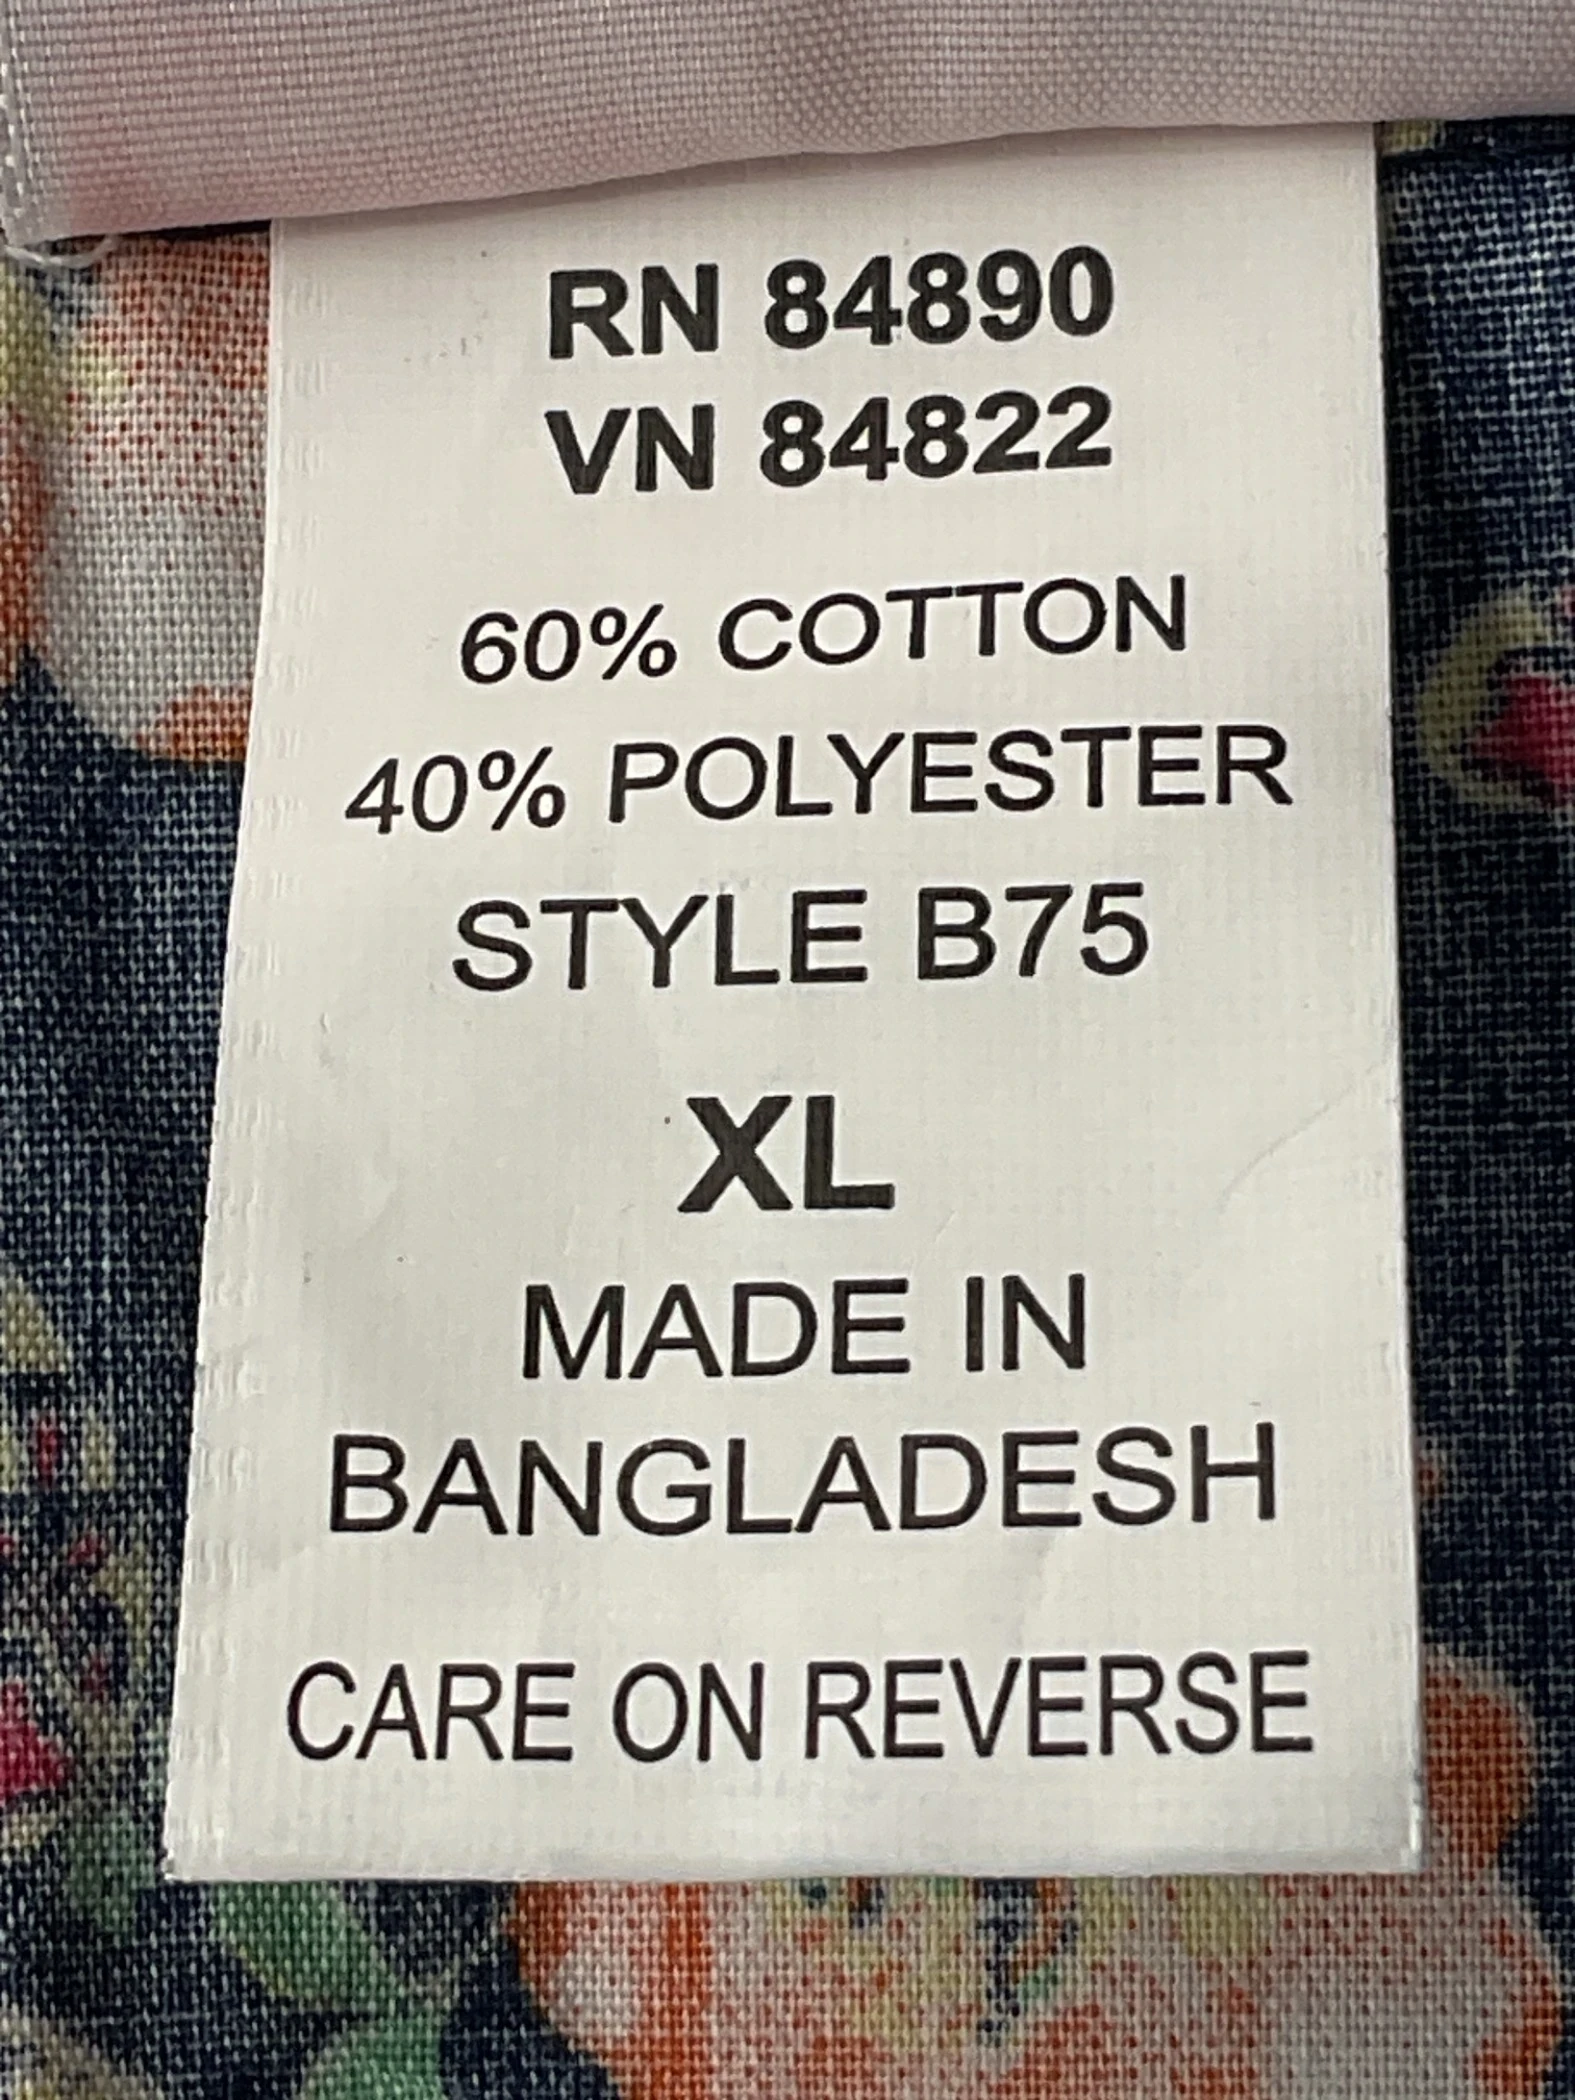 RN 84890
VN 84822
60% COTTON
40% POLYESTER
STYLE B75
XL
MADE IN
BANGLADESH
CARE ON REVERSE